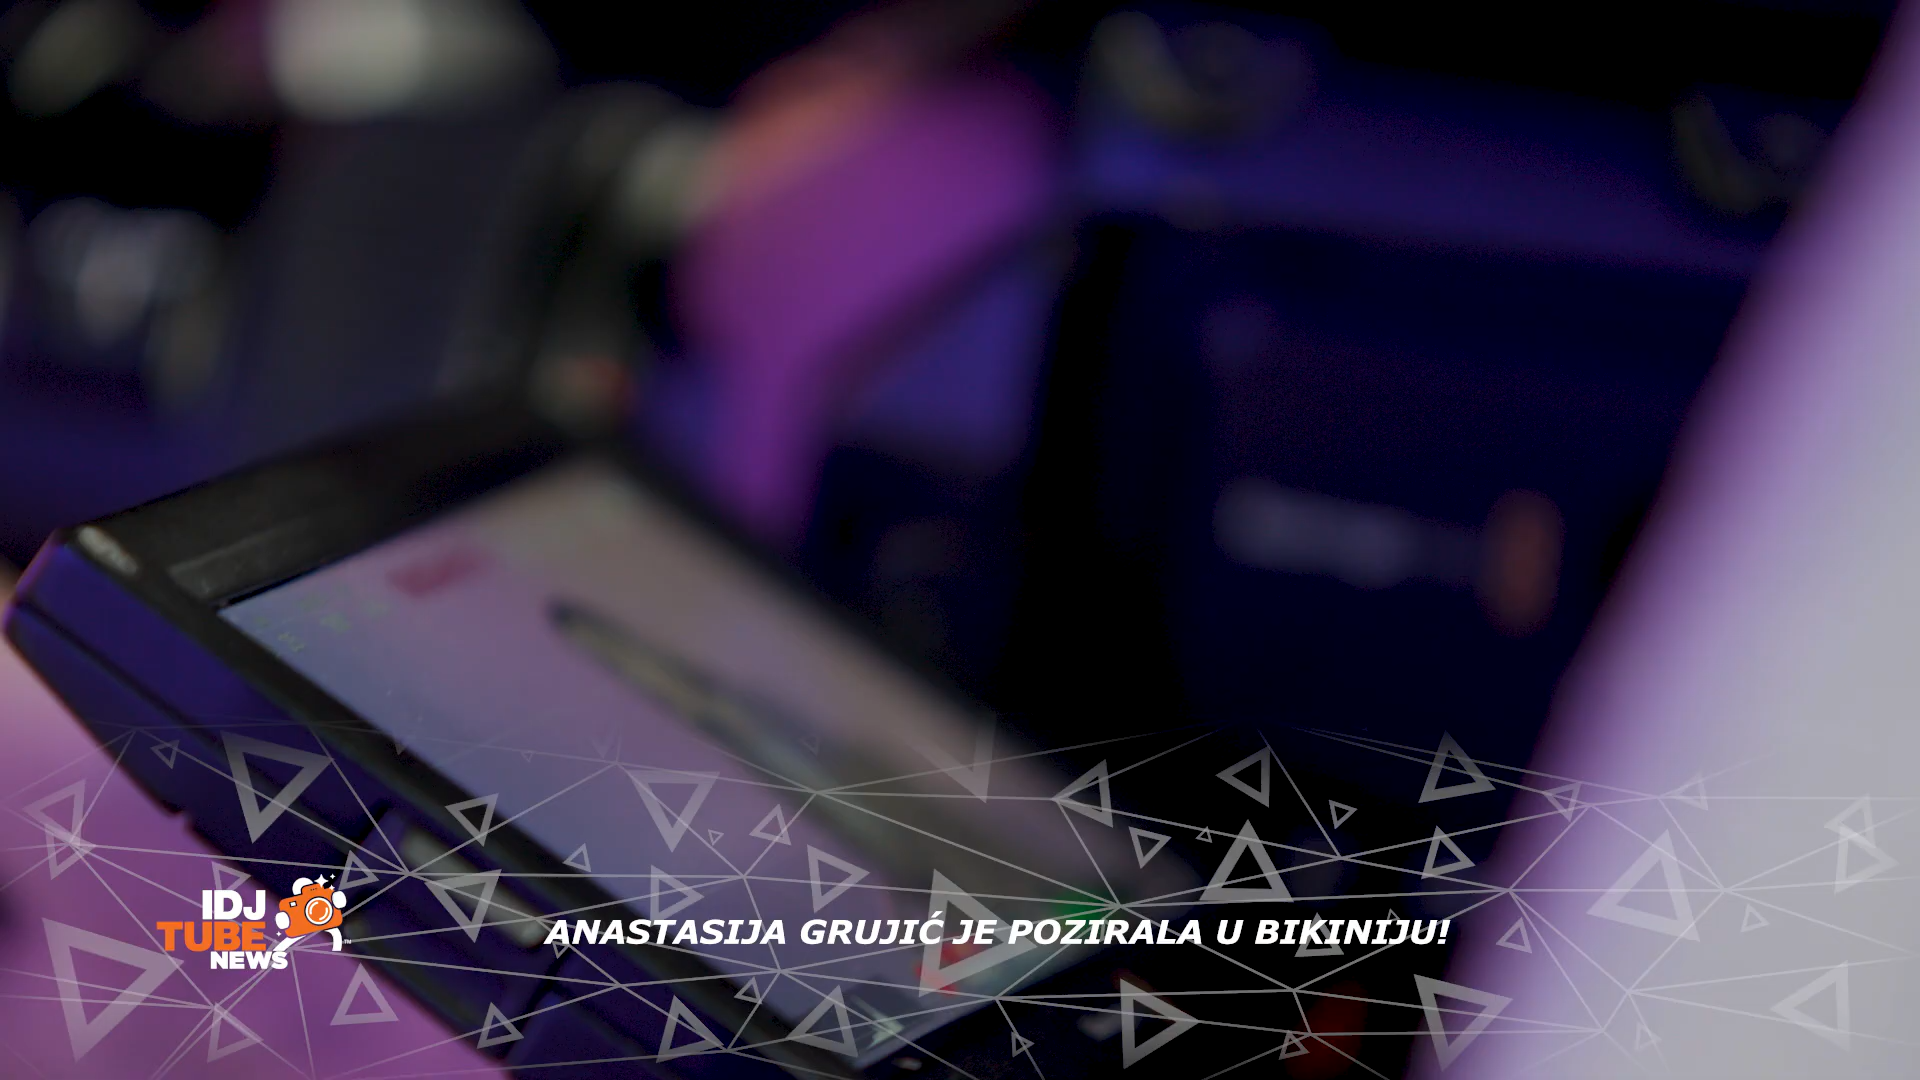 IDJ
TUBE
NEWS
ANASTASIJA GRUJIĆ JE POZIRALA U BIKINIJU!